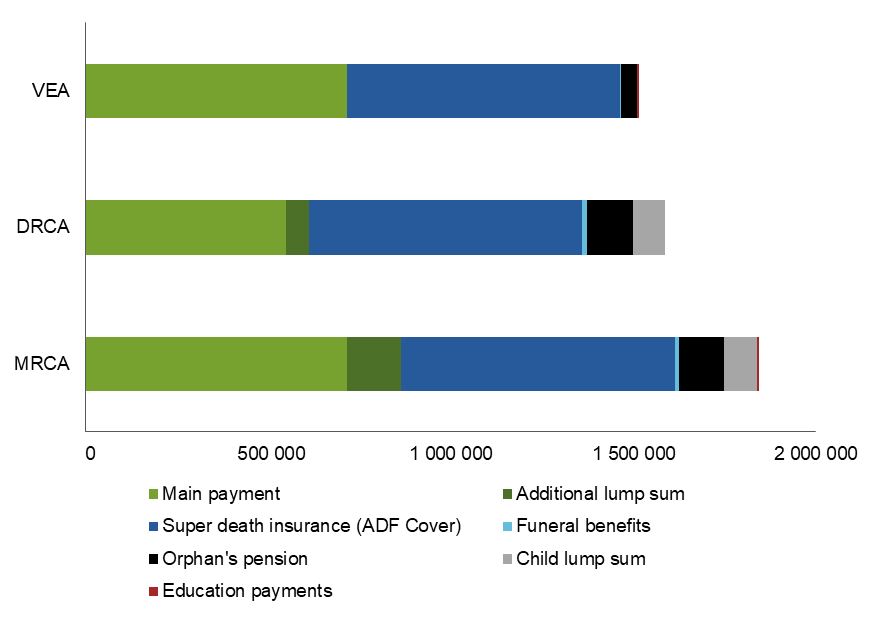 VEA
DRCA
MRCA
0 500 000 1 000 000 1 500 000 2 000 000
Main payment Additional lump sum
Super death insurance (ADF Cover) Funeral benefits
Orphan's pension Child lump sum
Education payments